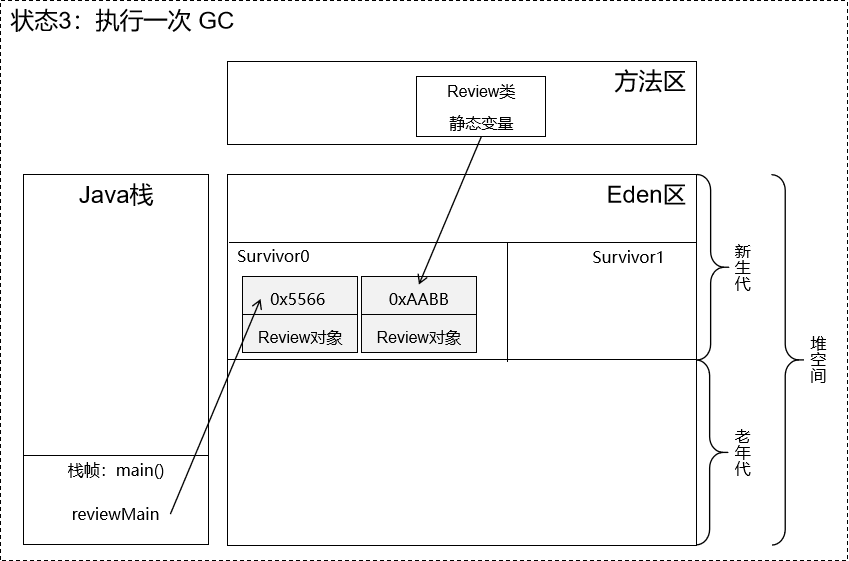 状态3：执行一次 GC
方法区
Review类
静态变量
Java栈
Eden区
Survivor0
Survivor1
0x5566
0xAABB
Review对象
Review对象
新生代
堆空间
老年代
栈帧：main()
reviewMain